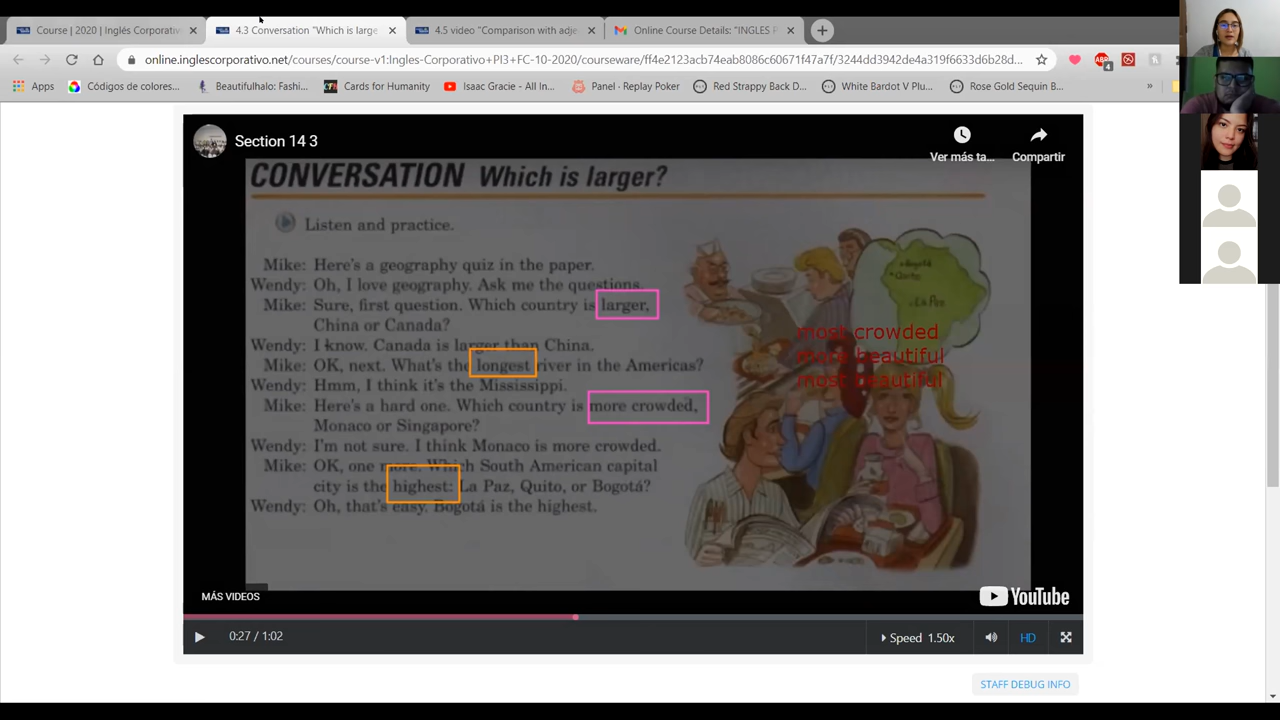 Course | 2020 | Inglés Corporativ
4.3 Conversation "Which is large
4.5 video "Comparison with adje
Online Course Details: "INGLES P
online.inglescorporativo.net/courses/course-v1:Ingles-Corporativo+PI3+FC-10-2020/courseware/ff4e2123acb74eab8086c60671f47a7f/3244dd3942de4a319f6633d6b28d...
ABP
4
Apps
Códigos de colores...
Beautifulhalo: Fashi...
Cards for Humanity
Isaac Gracie - All In...
Panel · Replay Poker
Red Strappy Back D...
White Bardot V Plu...
Rose Gold Sequin B...
»
Section 14 3
Ver más ta...
Compartir
CONVERSATION Which is larger?
Listen and practice.
Mike: Here's a geography quiz in the paper.
Wendy: Oh, I love geography. Ask me the questions.
Mike: Sure, first question. Which country is larger,
China or Canada?
Wendy: I know. Canada is larger than China.
Mike: OK, next. What's the longest river in the Americas?
Wendy: Hmm, I think it's the Mississippi.
Mike: Here's a hard one. Which country is more crowded,
Monaco or Singapore?
Wendy: I'm not sure. I think Monaco is more crowded.
Mike: OK, one more. Which South American capital
city is the highest: La Paz, Quito, or Bogotá?
Wendy: Oh, that's easy. Bogotá is the highest.
Bogotá
Quito
La Paz
most crowded
more beautiful
most beautiful
MÁS VIDEOS
YouTube
0:27 / 1:02
Speed 1.50x
HD
STAFF DEBUG INFO